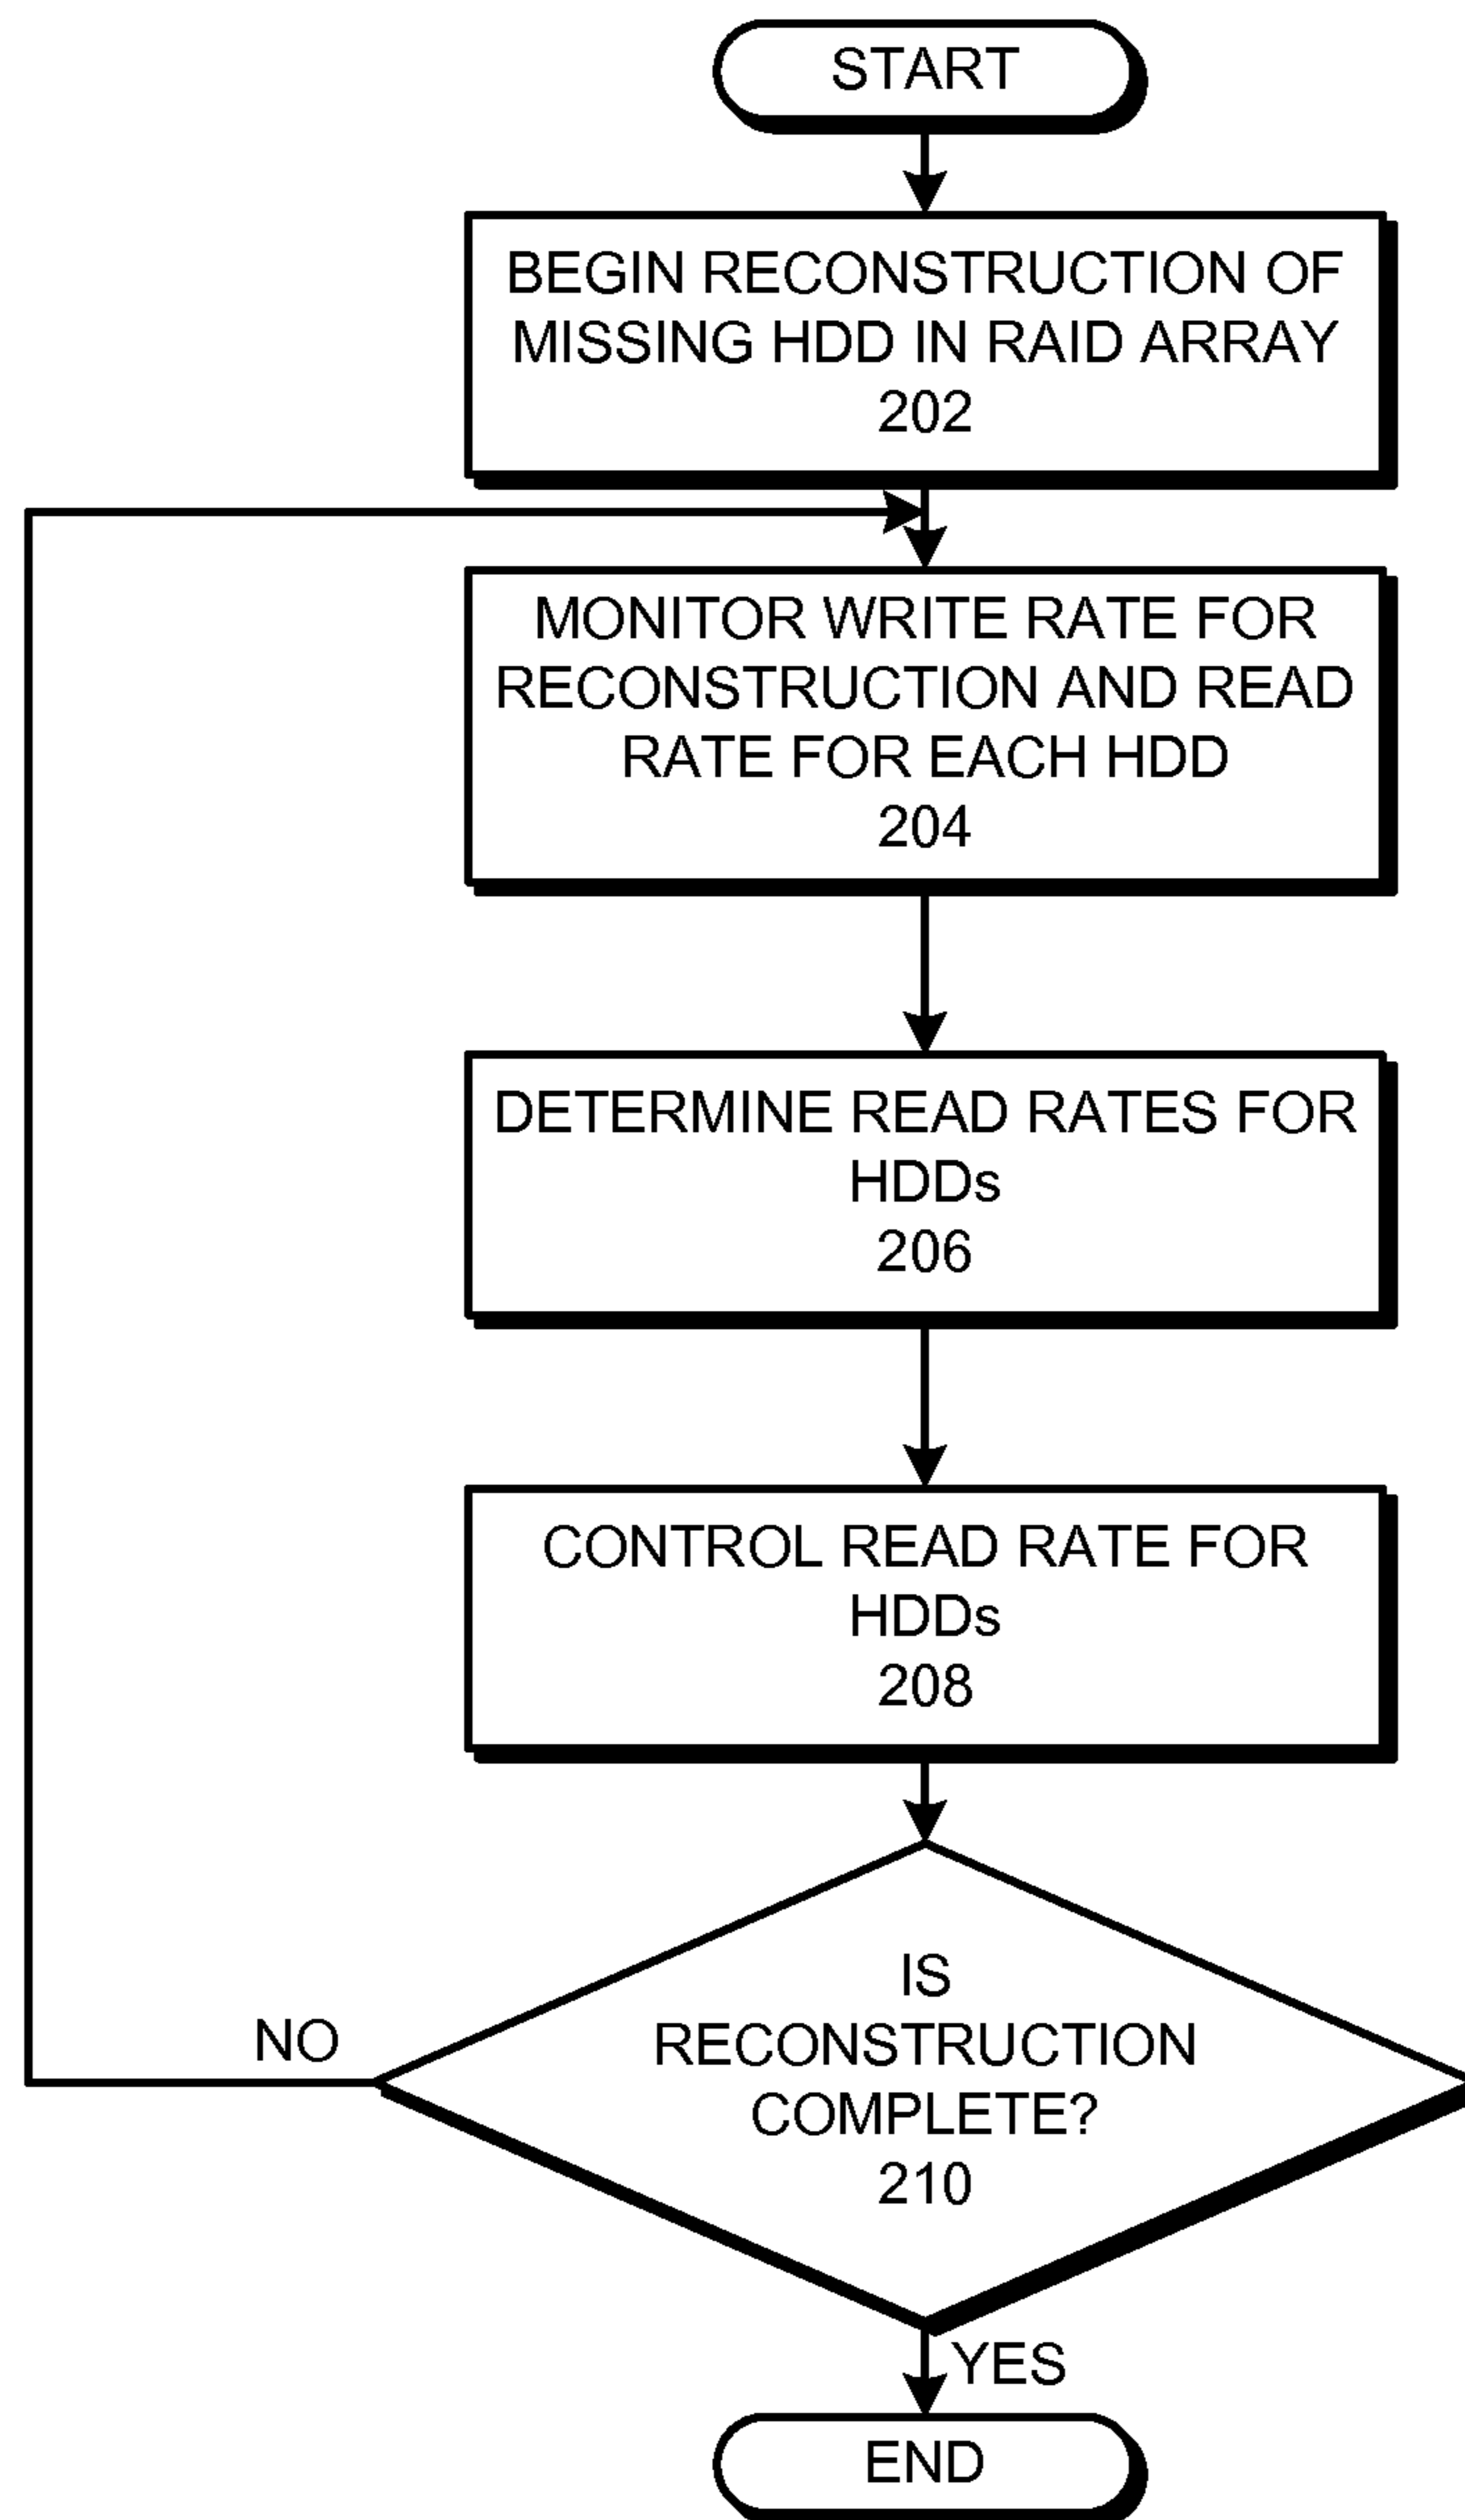 START
BEGIN RECONSTRUCTION OF
MISSING HDD IN RAID ARRAY
202
MONITOR WRITE RATE FOR
RECONSTRUCTION AND READ
RATE FOR EACH HDD
204
DETERMINE READ RATES FOR
HDDs
206
CONTROL READ RATE FOR
HDDs
208
IS
RECONSTRUCTION
COMPLETE?
210
NO
YES
END